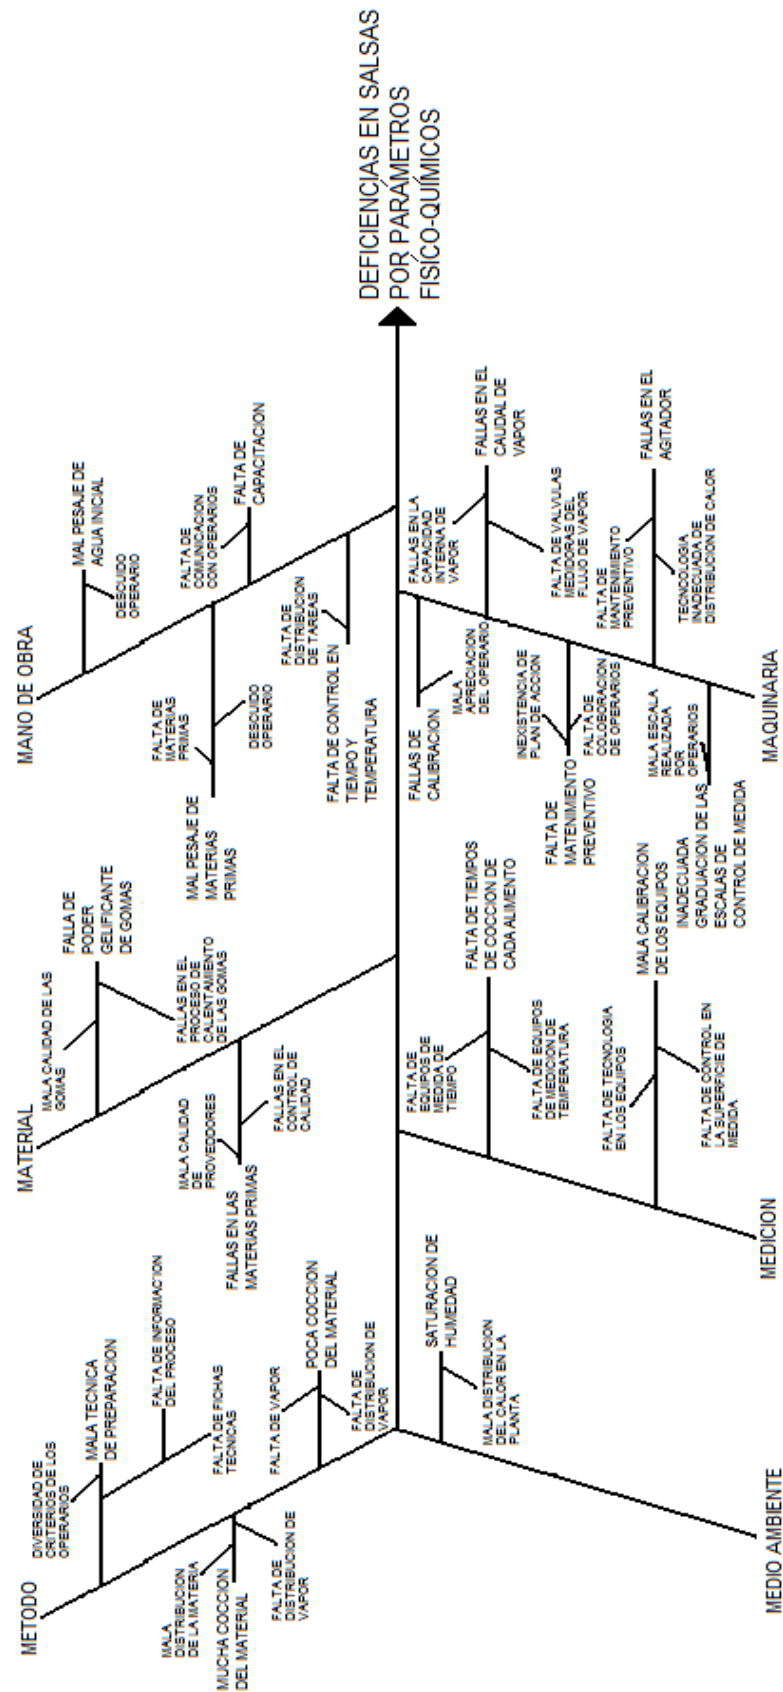 METODO
DIVERSIDAD DE
CRITERIOS DE LOS
OPERARIOS
MALA TECNICA
DE PREPARACION
FALTA DE INFORMACION
DEL PROCESO
FALTA DE FICHAS
TECNICAS
MALA
DISTRIBUCION
DE LA MATERIA
MUCHA COCCION
DEL MATERIAL
FALTA DE
DISTRIBUCION DE
VAPOR
FALTA DE VAPOR
POCA COCCION
DEL MATERIAL
FALTA DE
DISTRIBUCION DE
VAPOR
MATERIAL
MALA CALIDAD DE LAS
GOMAS
FALLA DE
PODER
GELIFICANTE
DE GOMAS
FALLAS EN EL
PROCESO DE
CALENTAMIENTO
DE LAS GOMAS
MALA CALIDAD
DE
PROVEDDORES
FALLAS EN LAS
MATERIAS PRIMAS
FALLAS EN EL
CONTROL DE
CALIDAD
MANO DE OBRA
MAL PESAJE DE
AGUA INICIAL
DESCUIDO
OPERARIO
FALTA DE
MATERIAS
PRIMAS
MAL PESAJE DE
MATERIAS
PRIMAS
DESCUIDO
OPERARIO
FALTA DE
COMUNICACION
CON OPERARIOS
FALTA DE
CAPACITACION
FALTA DE
DISTRIBUCION
DE TAREAS
FALTA DE CONTROL EN
TIEMPO Y
TEMPERATURA
DEFICIENCIAS EN SALSAS
POR PARÁMETROS
FISÍCO-QUÍMICOS
SATURACION DE
HUMEDAD
MALA DISTRIBUCION
DEL CALOR EN LA
PLANTA
MEDIO AMBIENTE
FALTA DE
EQUIPOS DE
MEDIDA DE
TIEMPO
FALTA DE TIEMPOS
DE COCCION DE
CADA ALIMENTO
FALTA DE EQUIPOS
DE MEDICION DE
TEMPERATURA
FALTA DE TECNOLOGIA
EN LOS EQUIPOS
MALA CALIBRACION
DE LOS EQUIPOS
FALTA DE CONTROL EN
LA SUPERFICIE DE
MEDIDA
MEDICION
FALLAS DE
CALIBRACION
MALA
APRECIACION
DEL OPERARIO
FALLAS EN LA
CAPACIDAD
INTERNA DE
VAPOR
FALLAS EN EL
CAUDAL DE
VAPOR
FALTA DE VALVULAS
MEDIDORAS DEL
FLUJO DE VAPOR
INEXISTENCIA DE
PLAN DE ACCION
FALTA DE
MATENIMIENTO
PREVENTIVO
FALTA DE
COLOBORACION
DE OPERARIOS
FALTA DE
MANTENIMIENTO
PREVENTIVO
FALLAS EN EL
AGITADOR
TECNCOLOGIA
INADECUADA DE
DISTRIBUCION DE CALOR
MALA ESCALA
REALIZADA
POR
OPERARIOS
INADECUADA
GRADUACION DE LAS
ESCALAS DE
CONTROL DE MEDIDA
MAQUINARIA